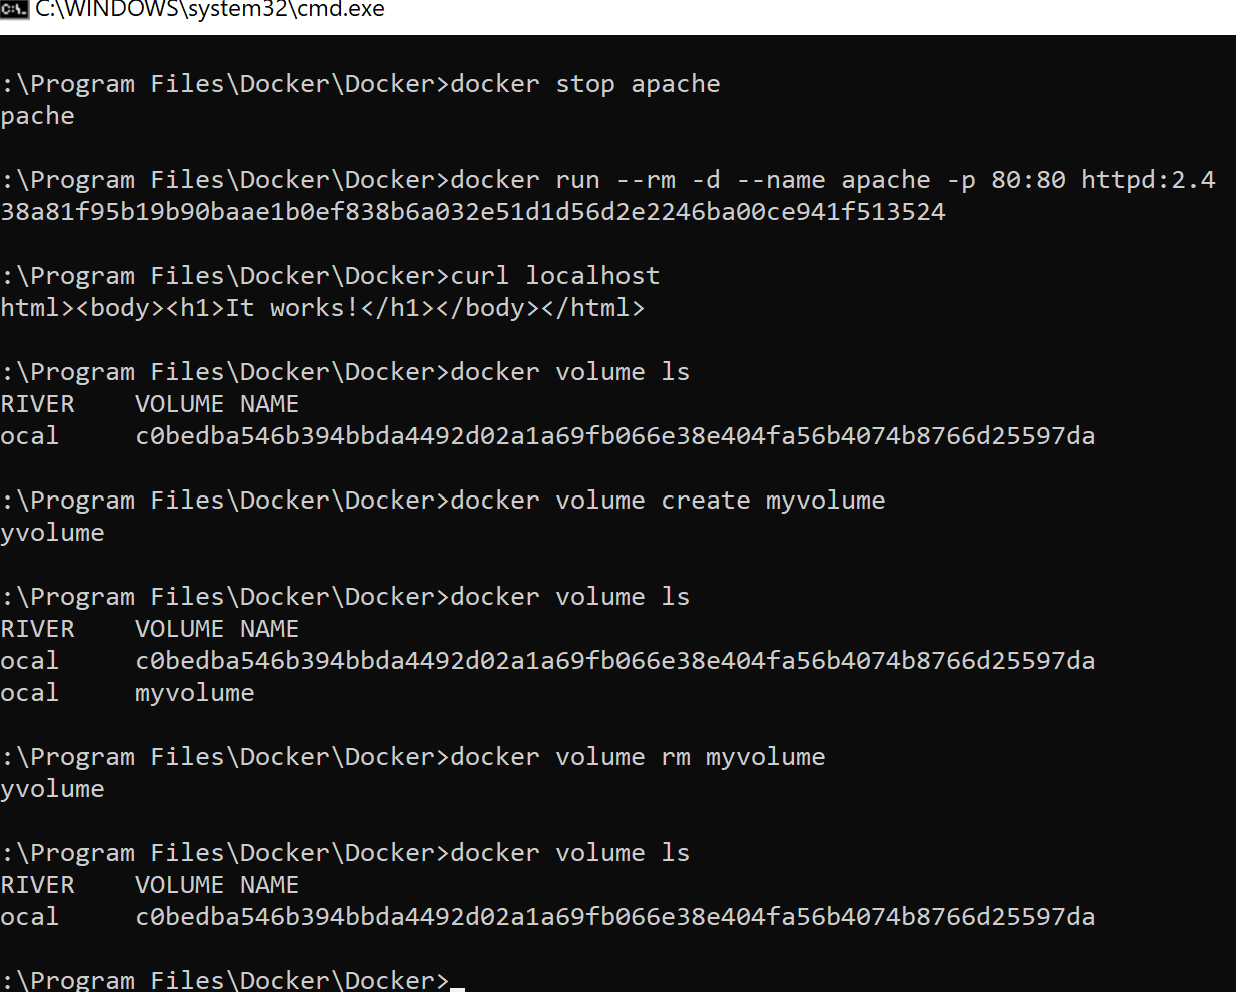 C:\WINDOWS\system32\cmd.exe
:\Program Files\Docker\Docker>docker stop apache
pache
:\Program Files\Docker\Docker>docker run --rm -d --name apache -p 80:80 httpd:2.4
38a81f95b19b90baae1b0ef838b6a032e51d1d56d2e2246ba00ce941f513524
:\Program Files\Docker\Docker>curl localhost
html><body><h1>It works!</h1></body></html>
:\Program Files\Docker\Docker>docker volume ls
RIVER    VOLUME NAME
ocal     c0bedba546b394bbda4492d02a1a69fb066e38e404fa56b4074b8766d25597da
:\Program Files\Docker\Docker>docker volume create myvolume
yvolume
:\Program Files\Docker\Docker>docker volume ls
RIVER    VOLUME NAME
ocal     c0bedba546b394bbda4492d02a1a69fb066e38e404fa56b4074b8766d25597da
ocal     myvolume
:\Program Files\Docker\Docker>docker volume rm myvolume
yvolume
:\Program Files\Docker\Docker>docker volume ls
RIVER    VOLUME NAME
ocal     c0bedba546b394bbda4492d02a1a69fb066e38e404fa56b4074b8766d25597da
:\Program Files\Docker\Docker>